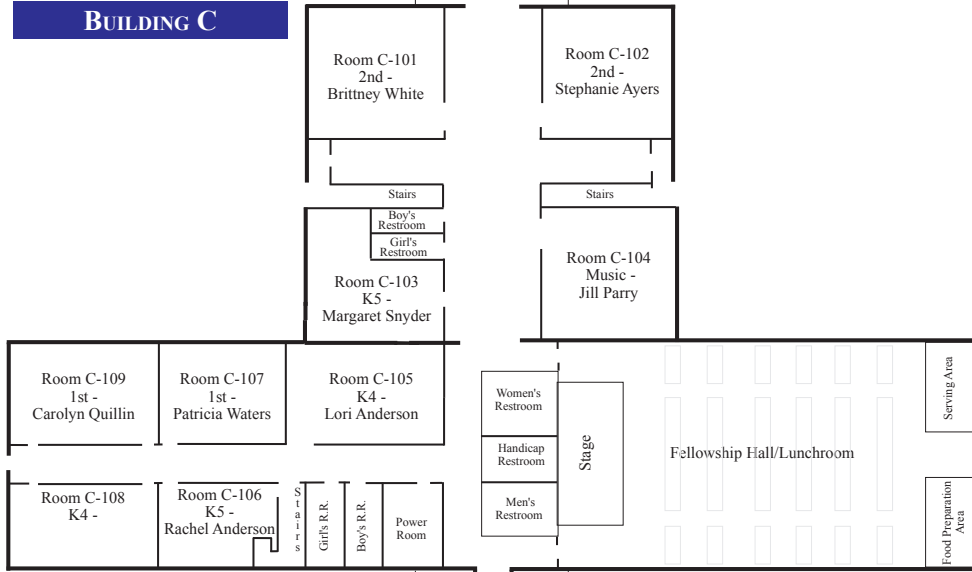 BUILDING C
Room C-101
2nd -
Brittney White
Room C-102
2nd -
Stephanie Ayers
Stairs
Stairs
Boy's
Restroom
Girl's
Restroom
Room C-103
K5 -
Margaret Snyder
Room C-104
Music -
Jill Parry
Room C-109
1st -
Carolyn Quillin
Room C-107
1st -
Patricia Waters
Room C-105
K4 -
Lori Anderson
Women's
Restroom
Handicap
Restroom
Men's
Restroom
Stage
Fellowship Hall/Lunchroom
Serving Area
Food Preparation
Area
Room C-108
K4 -
Room C-106
K5 -
Rachel Anderson
Stairs
Girl's R.R.
Boy's R.R.
Power
Room